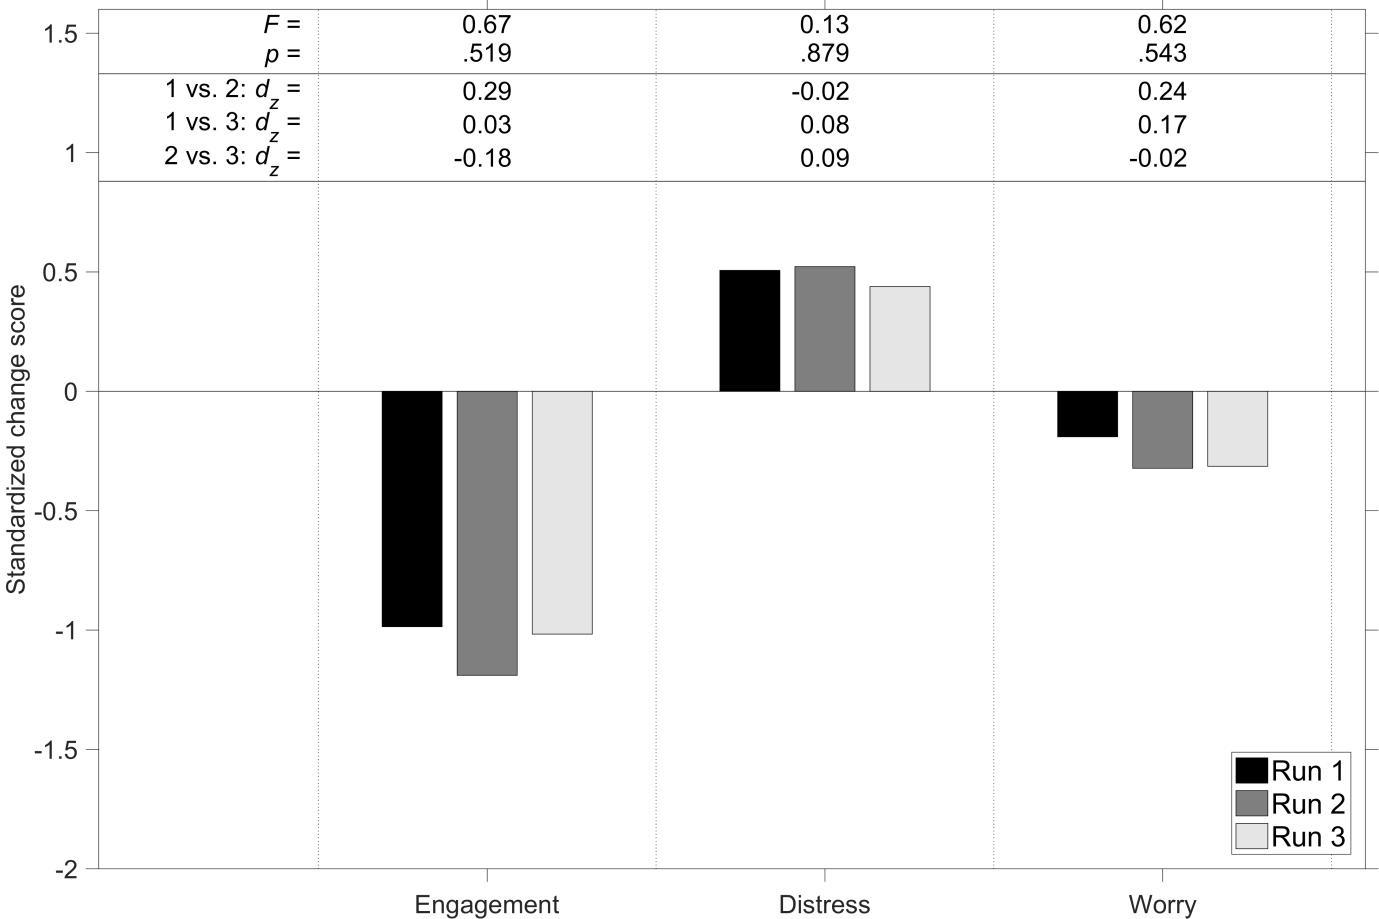 F = 0.67 0.13 0.62
p = .519 .879 .543
1 vs. 2: dz = 0.29 -0.02 0.24
1 vs. 3: dz = 0.03 0.08 0.17
2 vs. 3: dz = -0.18 0.09 -0.02
1.5
1
0.5
0
-0.5
-1
-1.5
-2
Standardized change score
Engagement Distress Worry
Run 1
Run 2
Run 3